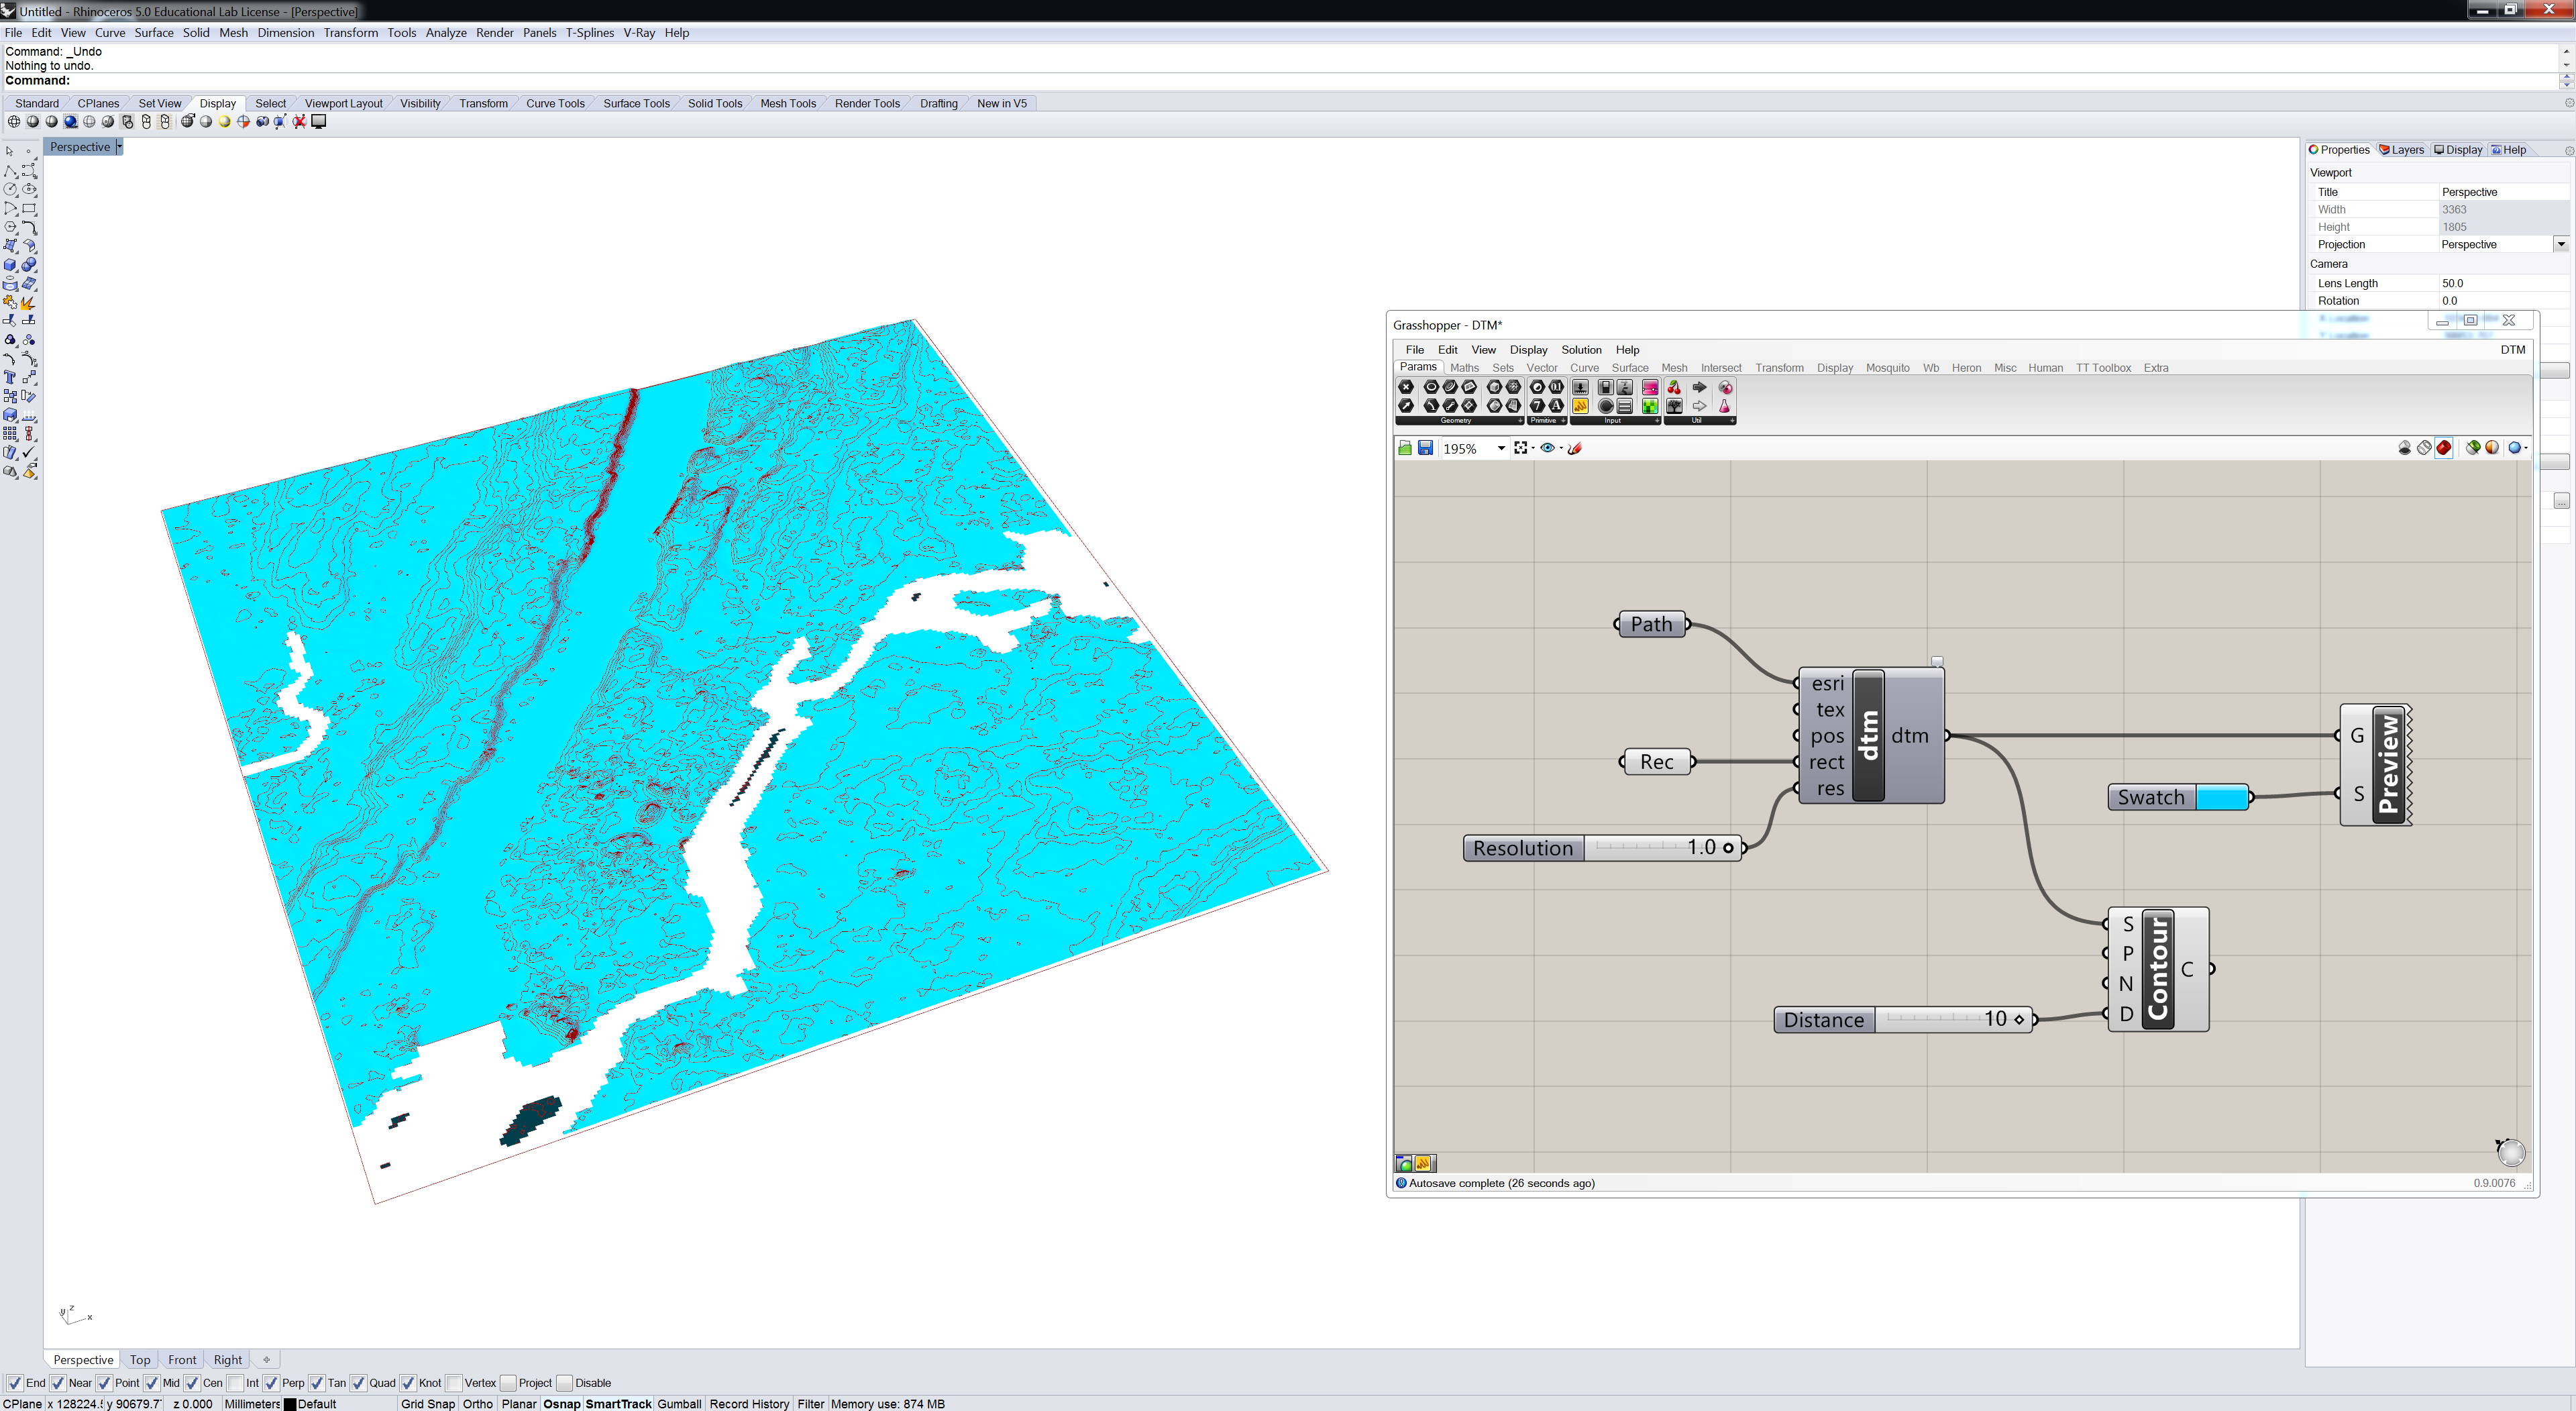 Untitled - Rhinoceros 5.0 Educational Lab License - [Perspective]
File Edit View Curve Surface Solid Mesh Dimension Transform Tools Analyze Render Panels T-Splines V-Ray Help
Command: _Undo
Nothing to undo.
Command:
Standard CPlanes Set View Display Select Viewport Layout Visibility Transform Curve Tools Surface Tools Solid Tools Mesh Tools Render Tools Drafting New in V5
Perspective
Properties Layers Display Help
Viewport
Title Perspective
Width 3363
Height 1805
Projection Perspective
Camera
Lens Length 50.0
Rotation 0.0
Grasshopper - DTM*
File Edit View Display Solution Help DTM
Params Maths Sets Vector Curve Surface Mesh Intersect Transform Display Mosquito Wb Heron Misc Human TT Toolbox Extra
Geometry Primitive Input Util
195%
Path
esri
tex
pos
rect
res
dtm
dtm
Rec
Resolution 1.0
G
S
Preview
Swatch
S
P
N
D
Contour
C
Distance 10
Autosave complete (26 seconds ago) 0.9.0076
z
y
x
Perspective Top Front Right
End Near Point Mid Cen Int Perp Tan Quad Knot Vertex Project Disable
CPlane x 128224. y 90679.7 z 0.000 Millimeters Default Grid Snap Ortho Planar Osnap SmartTrack Gumball Record History Filter Memory use: 874 MB